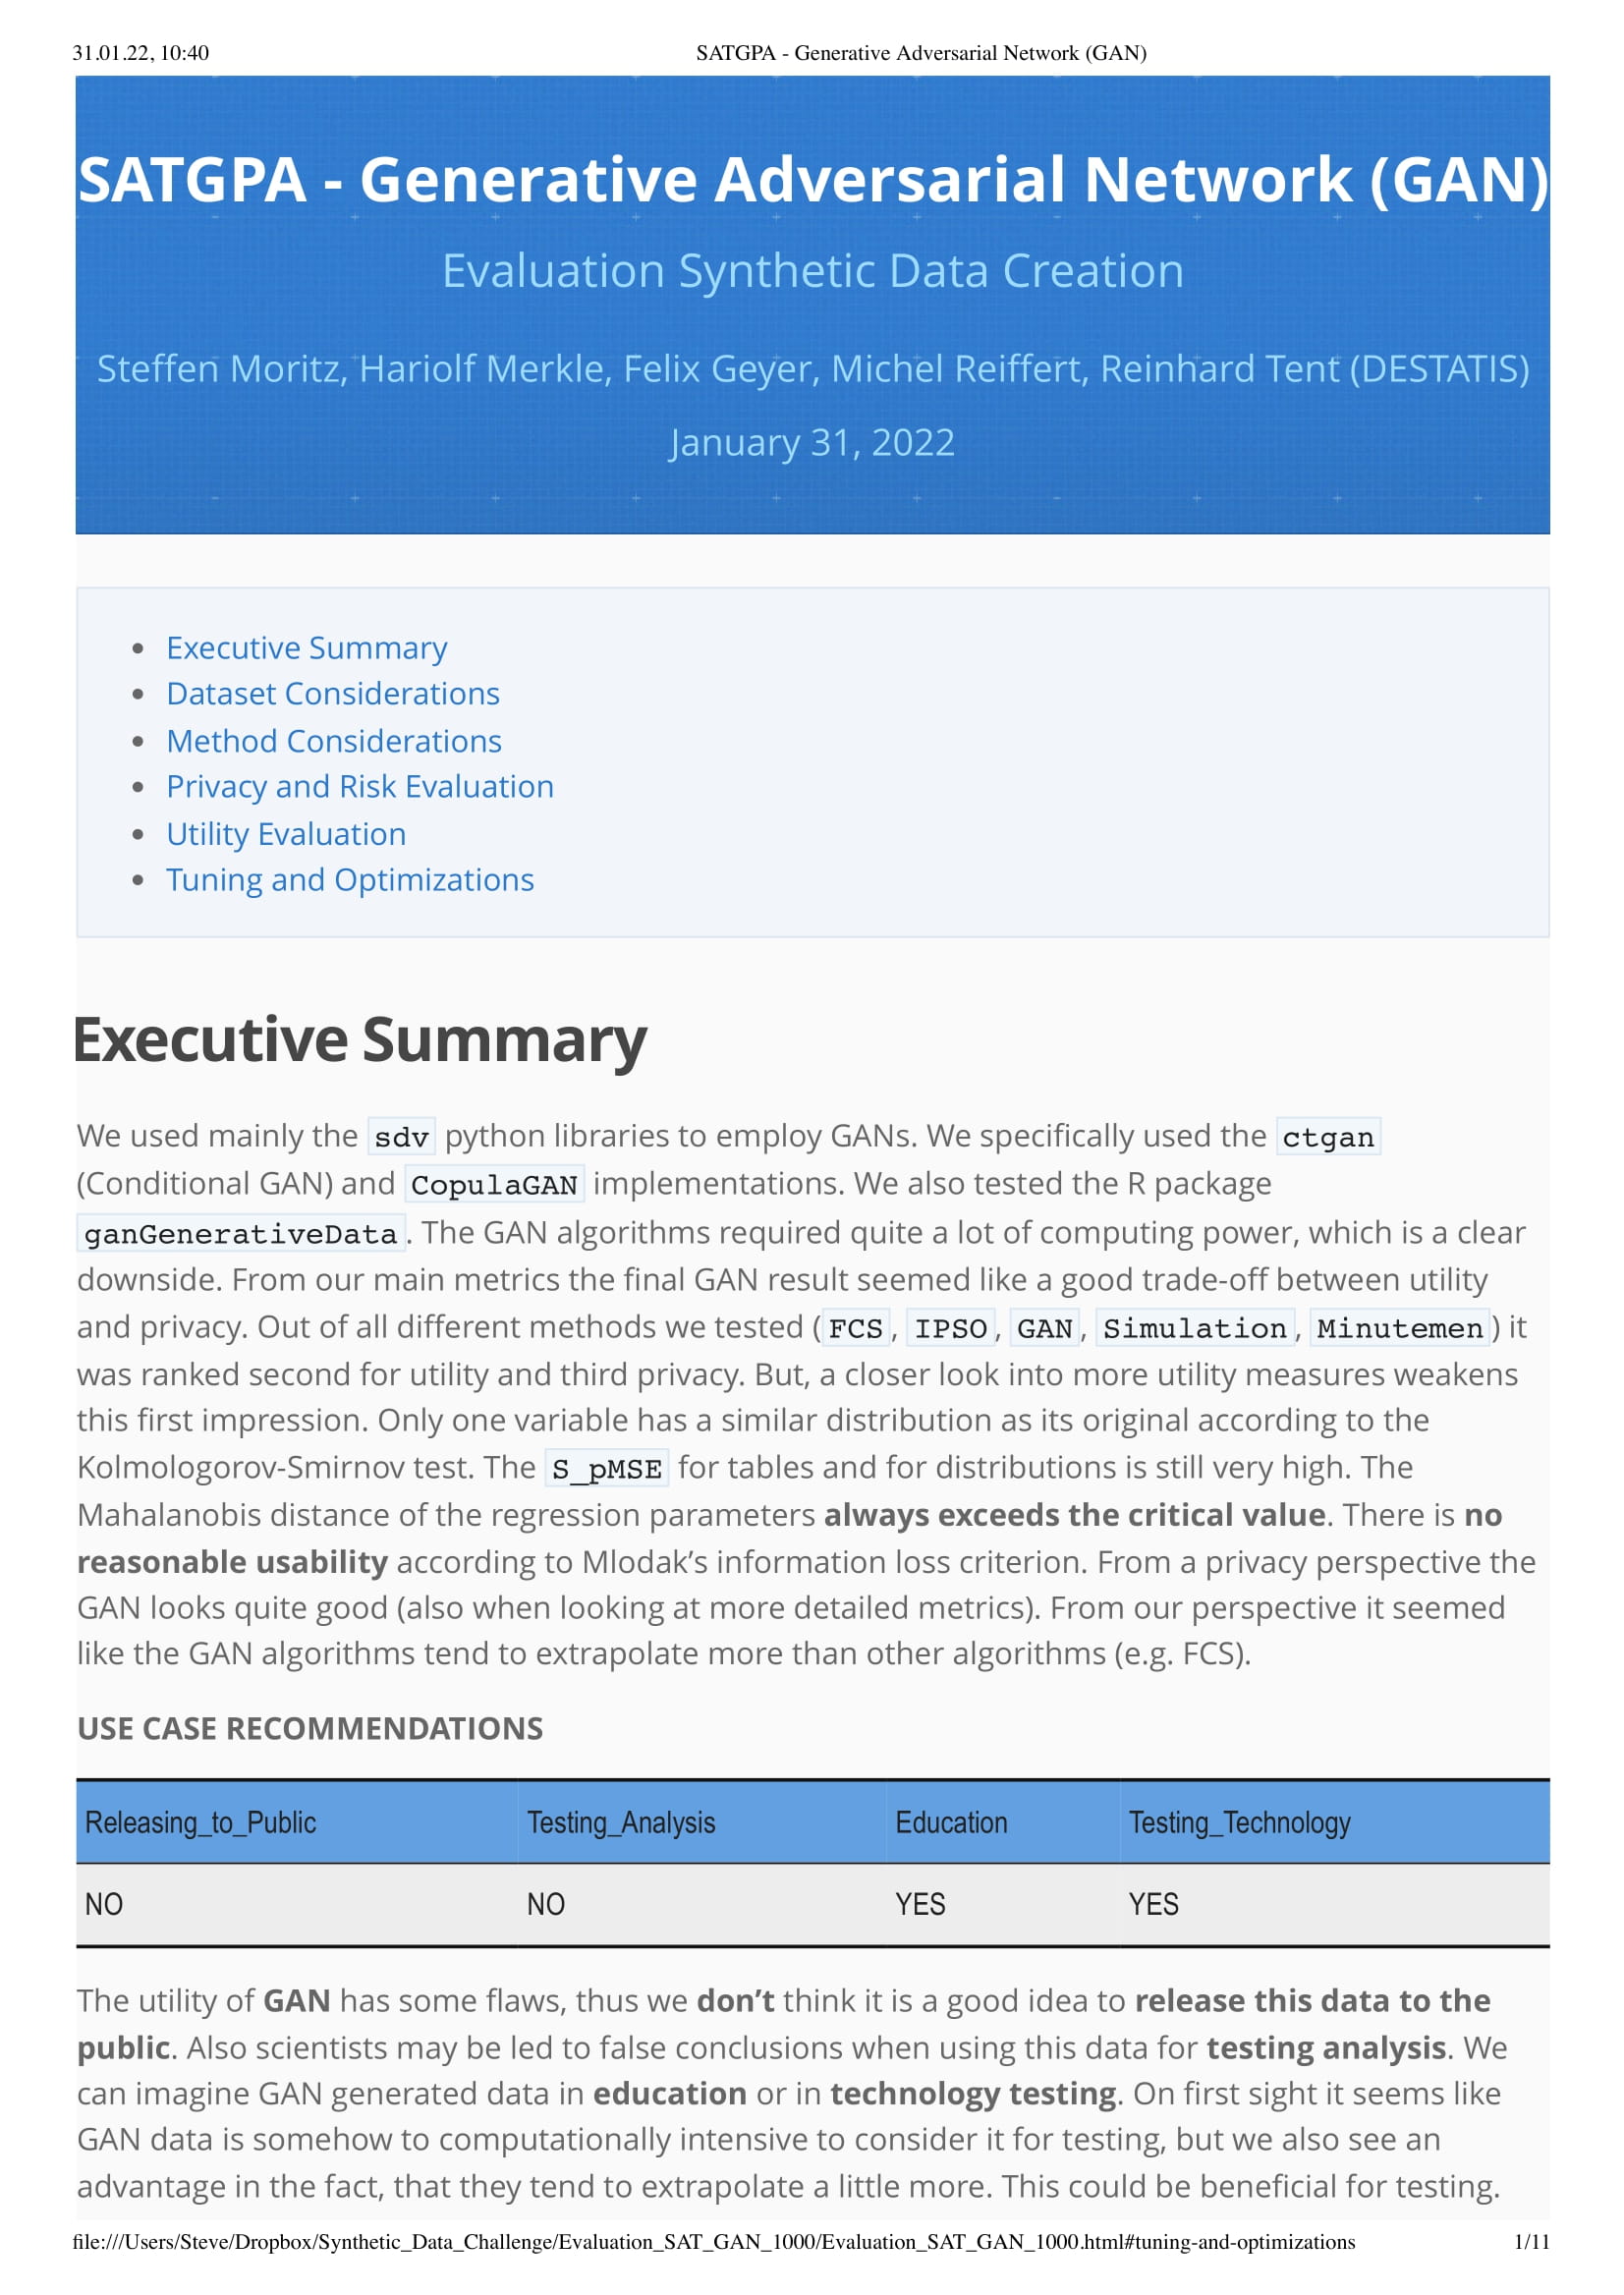 31.01.22, 10:40 SATGPA - Generative Adversarial Network (GAN)
SATGPA - Generative Adversarial Network (GAN)
Evaluation Synthetic Data Creation
Steffen Moritz, Hariolf Merkle, Felix Geyer, Michel Reiffert, Reinhard Tent (DESTATIS)
January 31, 2022
• Executive Summary
• Dataset Considerations
• Method Considerations
• Privacy and Risk Evaluation
• Utility Evaluation
• Tuning and Optimizations
Executive Summary
We used mainly the sdv python libraries to employ GANs. We specifically used the ctgan
(Conditional GAN) and CopulaGAN implementations. We also tested the R package
ganGenerativeData. The GAN algorithms required quite a lot of computing power, which is a clear
downside. From our main metrics the final GAN result seemed like a good trade-off between utility
and privacy. Out of all different methods we tested (FCS, IPSO, GAN, Simulation, Minutemen) it
was ranked second for utility and third privacy. But, a closer look into more utility measures weakens
this first impression. Only one variable has a similar distribution as its original according to the
Kolmologorov-Smirnov test. The S_pMSE for tables and for distributions is still very high. The
Mahalanobis distance of the regression parameters always exceeds the critical value. There is no
reasonable usability according to Mlodak’s information loss criterion. From a privacy perspective the
GAN looks quite good (also when looking at more detailed metrics). From our perspective it seemed
like the GAN algorithms tend to extrapolate more than other algorithms (e.g. FCS).
USE CASE RECOMMENDATIONS
Releasing_to_Public Testing_Analysis Education Testing_Technology
NO NO YES YES
The utility of GAN has some flaws, thus we don’t think it is a good idea to release this data to the
public. Also scientists may be led to false conclusions when using this data for testing analysis. We
can imagine GAN generated data in education or in technology testing. On first sight it seems like
GAN data is somehow to computationally intensive to consider it for testing, but we also see an
advantage in the fact, that they tend to extrapolate a little more. This could be beneficial for testing.
file:///Users/Steve/Dropbox/Synthetic_Data_Challenge/Evaluation_SAT_GAN_1000/Evaluation_SAT_GAN_1000.html#tuning-and-optimizations 1/11